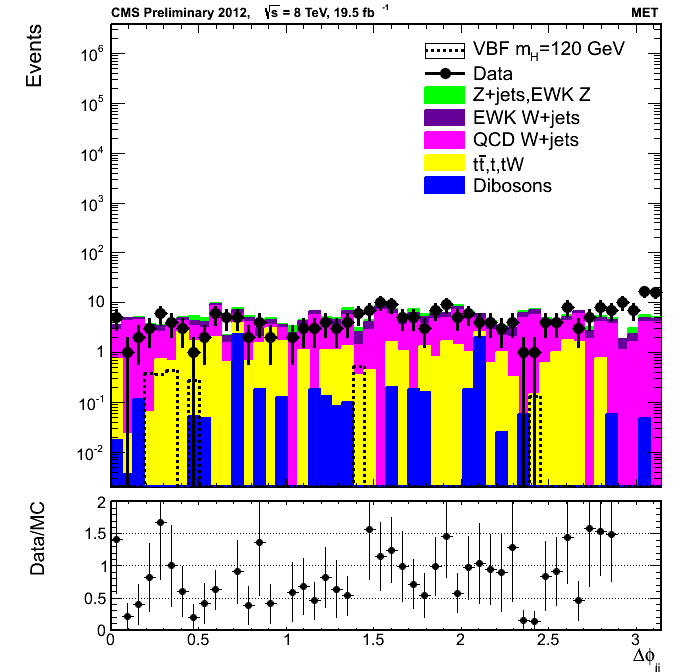 CMS Preliminary 2012, √s = 8 TeV, 19.5 fb⁻¹ MET
Events
10⁶
10⁵
10⁴
10³
10²
10
1
10⁻¹
10⁻²
VBF m_H=120 GeV
Data
Z+jets,EWK Z
EWK W+jets
QCD W+jets
tt̄,t,tW
Dibosons
Data/MC
2
1.5
1
0.5
0
0 0.5 1 1.5 2 2.5 3
Δϕ_jj